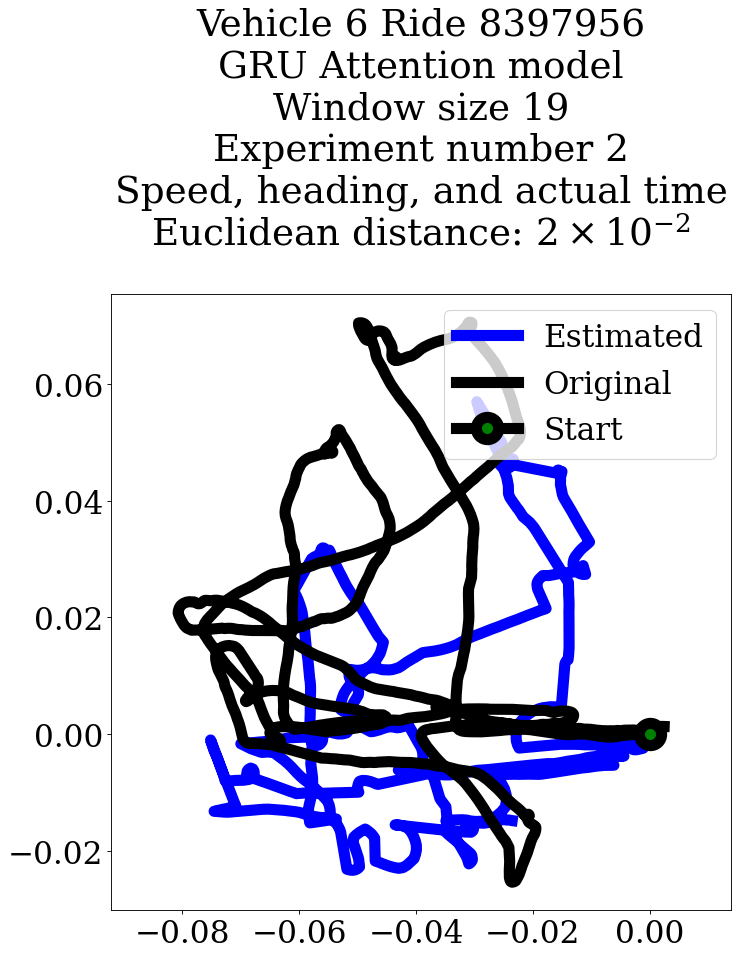 Vehicle 6 Ride 8397956
GRU Attention model
Window size 19
Experiment number 2
Speed, heading, and actual time
Euclidean distance: 2 × 10⁻²
Estimated
Original
Start
0.06
0.04
0.02
0.00
−0.02
−0.08 −0.06 −0.04 −0.02 0.00